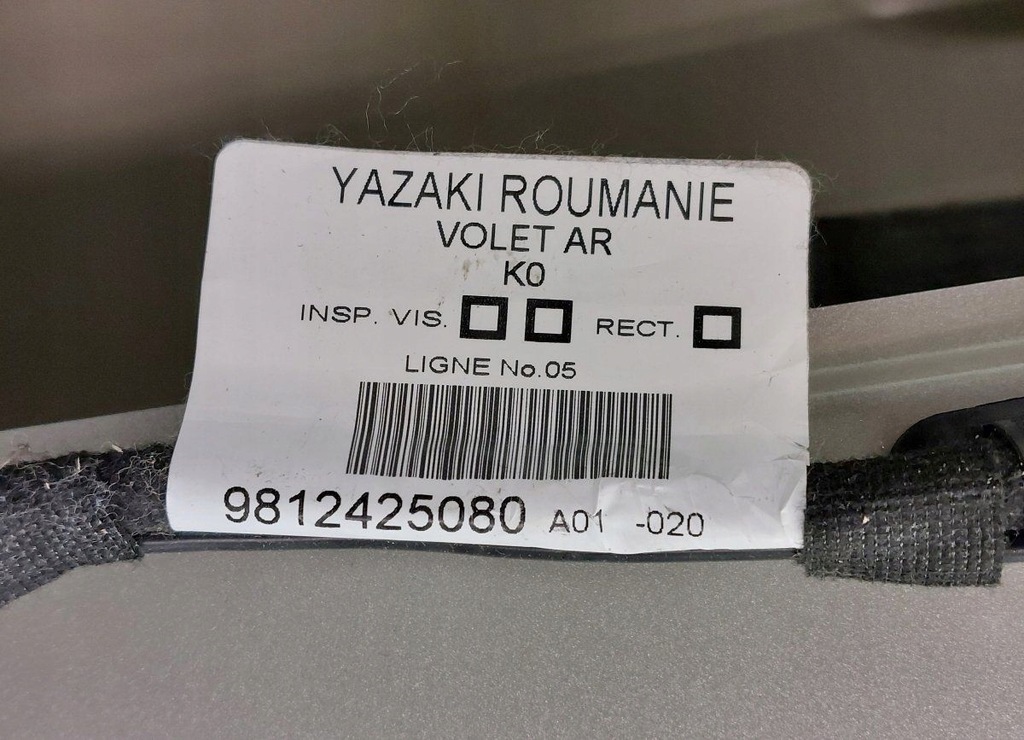 YAZAKI ROUMANIE
VOLET AR
K0
INSP. VIS. RECT.
LIGNE No.05
9812425080 A01 -020